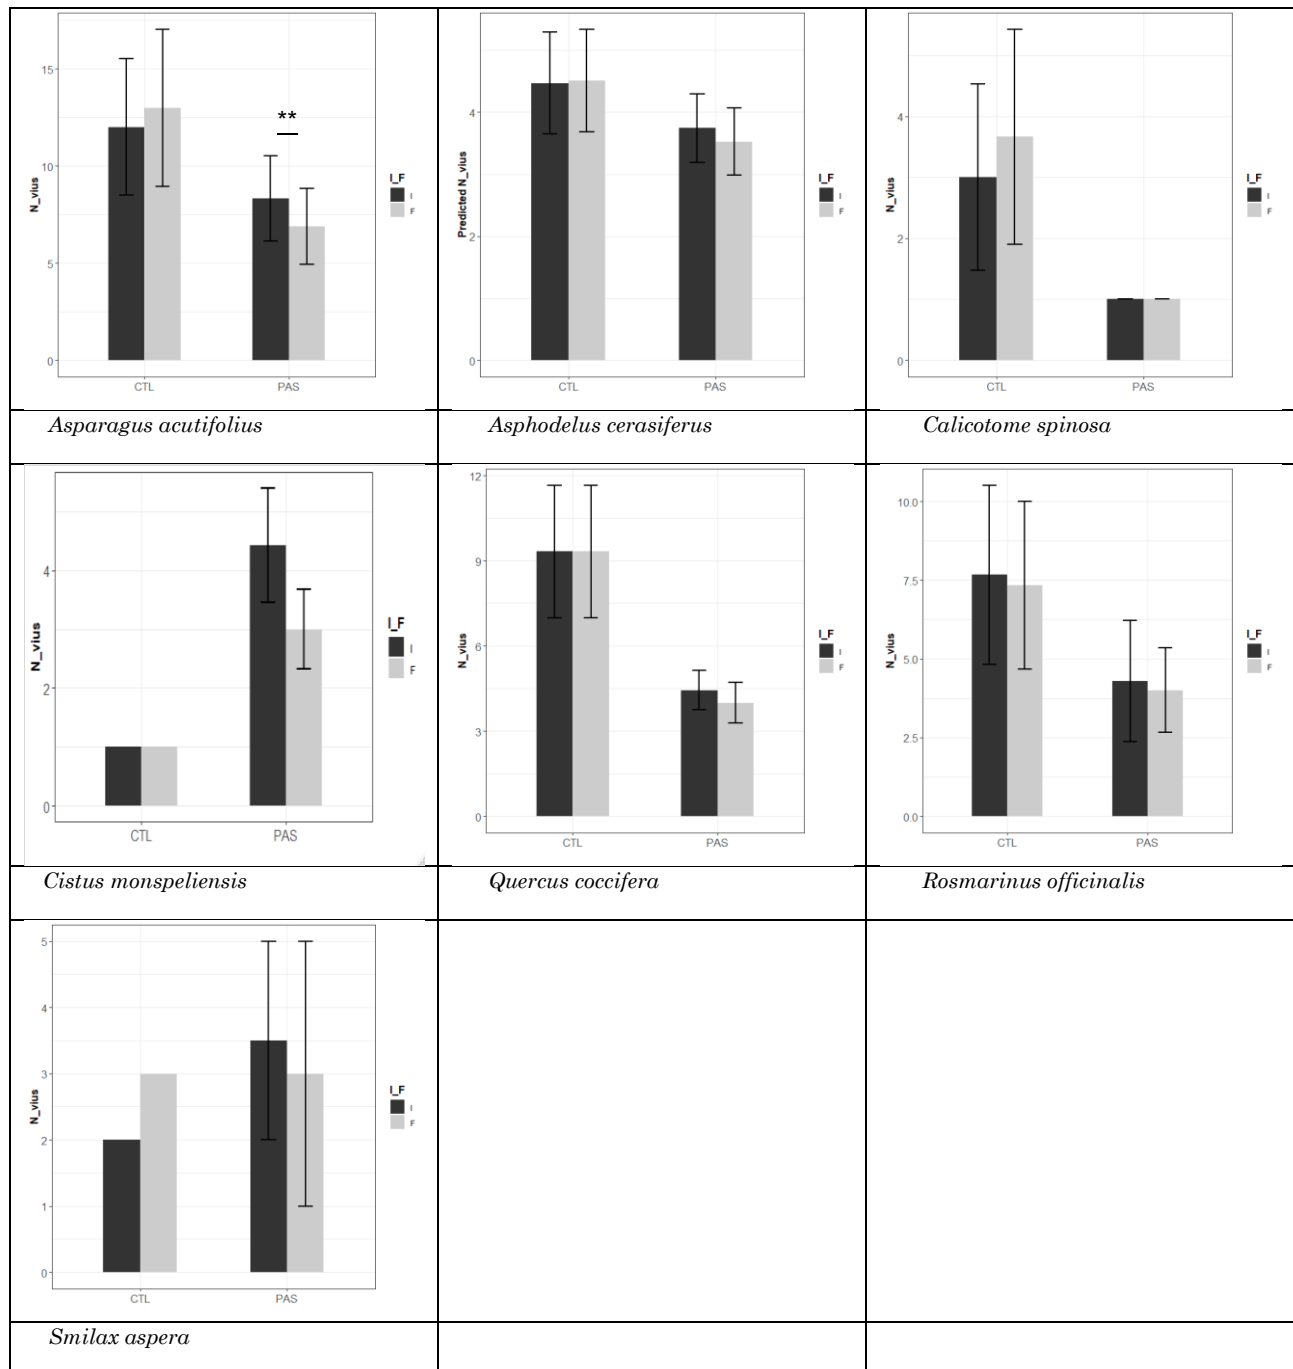 15
10
5
0
N_vius
**
CTL
PAS
I_F
I
F
Asparagus acutifolius
4
2
0
Predicted N_vius
CTL
PAS
I_F
I
F
Asphodelus cerasiferus
4
2
0
N_vius
CTL
PAS
I_F
I
F
Calicotome spinosa
4
2
0
N_vius
CTL
PAS
I_F
I
F
Cistus monspeliensis
12
9
6
3
0
N_vius
CTL
PAS
I_F
I
F
Quercus coccifera
10.0
7.5
5.0
2.5
0.0
N_vius
CTL
PAS
I_F
I
F
Rosmarinus officinalis
5
4
3
2
1
0
N_vius
CTL
PAS
I_F
I
F
Smilax aspera